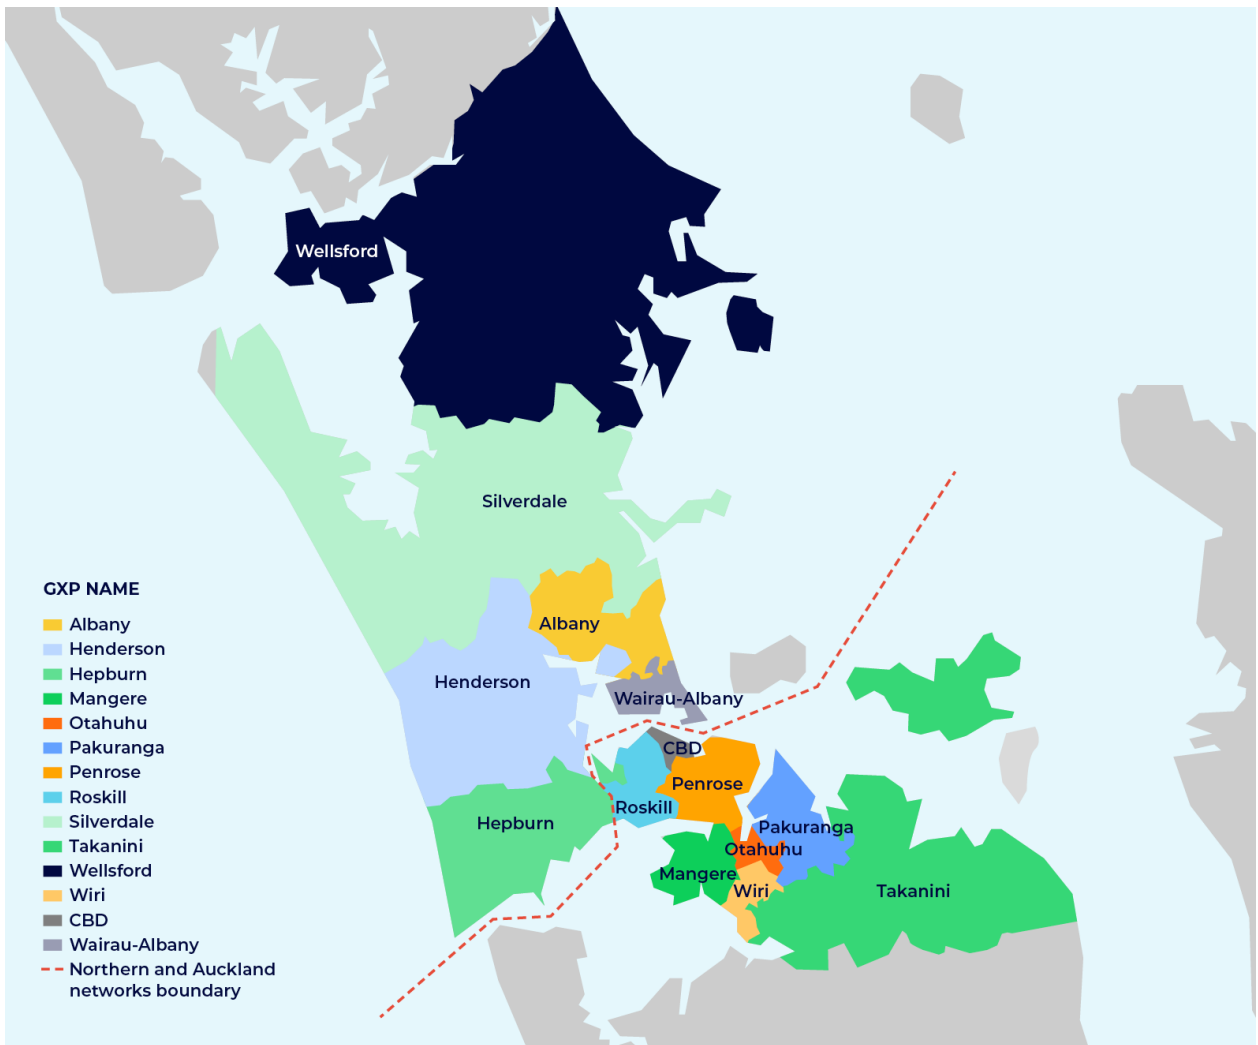 Wellsford
Silverdale
Albany
Henderson
Wairau-Albany
CBD
Penrose
Roskill
Hepburn
Pakuranga
Otahuhu
Mangere
Wiri
Takanini
GXP NAME
Albany
Henderson
Hepburn
Mangere
Otahuhu
Pakuranga
Penrose
Roskill
Silverdale
Takanini
Wellsford
Wiri
CBD
Wairau-Albany
Northern and Auckland
networks boundary